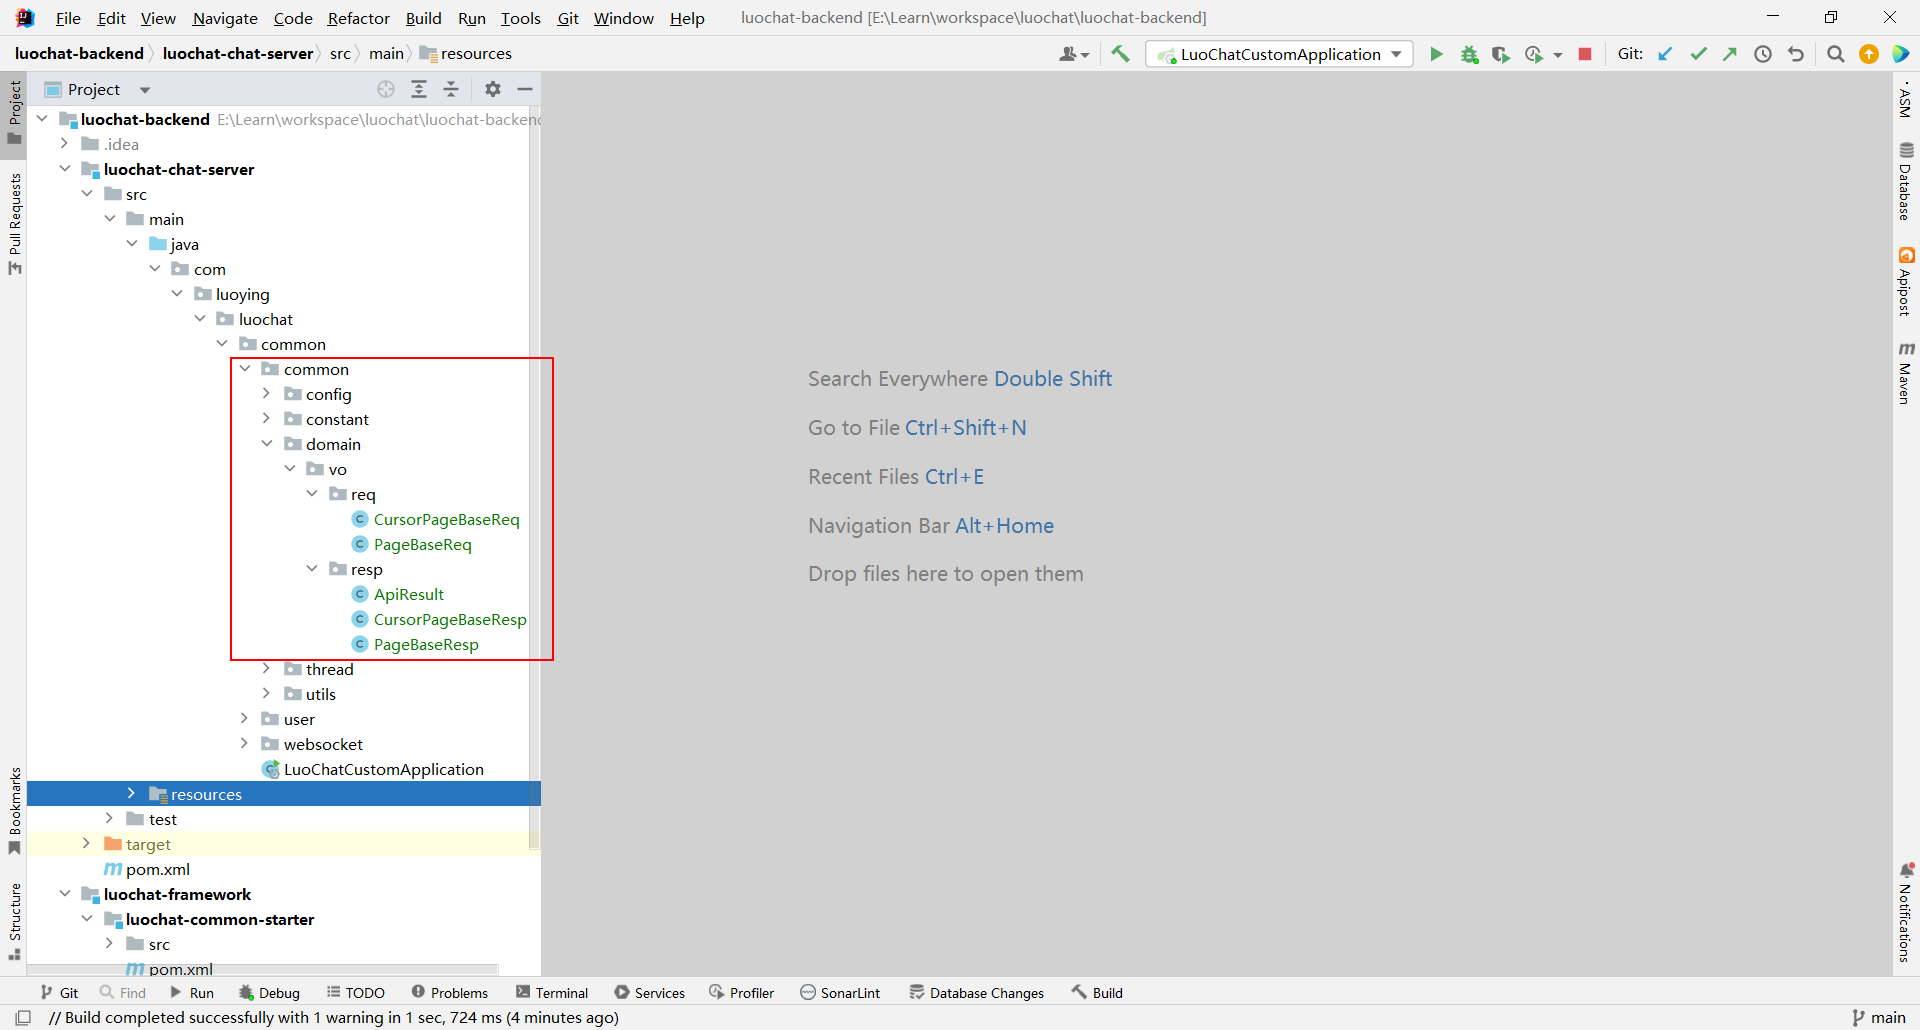 File Edit View Navigate Code Refactor Build Run Tools Git Window Help luochat-backend [E:\Learn\workspace\luochat\luochat-backend]
luochat-backend luochat-chat-server src main resources LuoChatCustomApplication Git:
Project
luochat-backend E:\Learn\workspace\luochat\luochat-backend
.idea
luochat-chat-server
src
main
java
com
luoying
luochat
common
common
config
constant
domain
vo
req
CursorPageBaseReq
PageBaseReq
resp
ApiResult
CursorPageBaseResp
PageBaseResp
thread
utils
user
websocket
LuoChatCustomApplication
resources
test
target
pom.xml
luochat-framework
luochat-common-starter
src
pom.xml
Project
Pull Requests
Bookmarks
Structure
Search Everywhere Double Shift
Go to File Ctrl+Shift+N
Recent Files Ctrl+E
Navigation Bar Alt+Home
Drop files here to open them
ASM
Database
Apipost
Maven
Notifications
Git Find Run Debug TODO Problems Terminal Services Profiler SonarLint Database Changes Build
// Build completed successfully with 1 warning in 1 sec, 724 ms (4 minutes ago) main